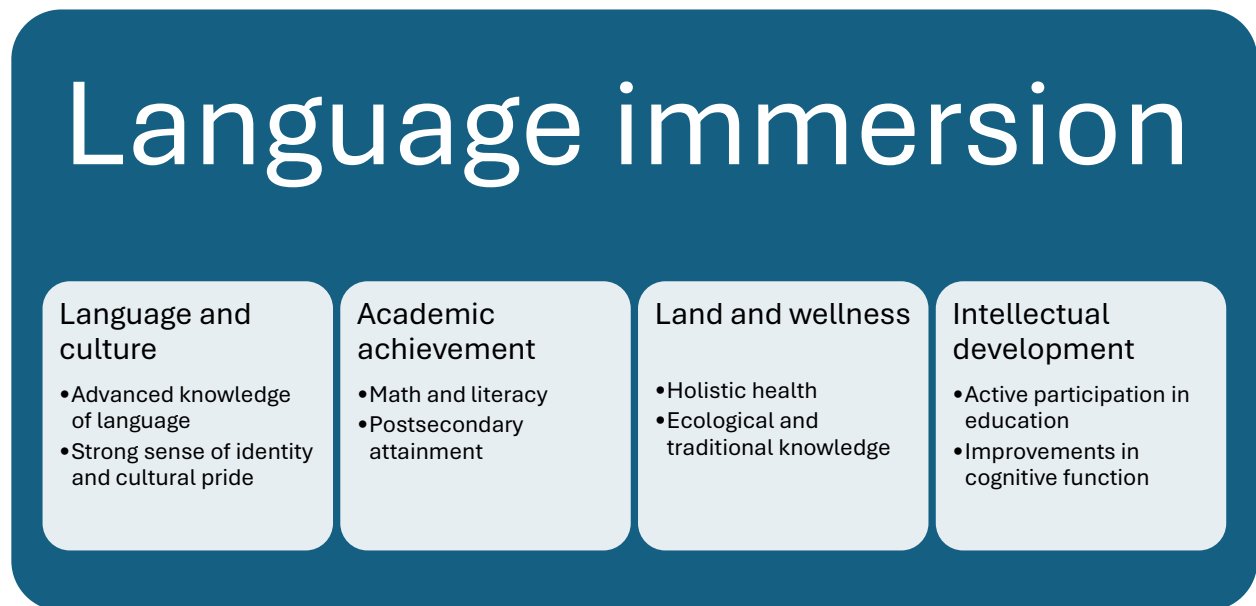 Language immersion
Language and
culture
•Advanced knowledge
of language
•Strong sense of identity
and cultural pride
Academic
achievement
•Math and literacy
•Postsecondary
attainment
Land and wellness
•Holistic health
•Ecological and
traditional knowledge
Intellectual
development
•Active participation in
education
•Improvements in
cognitive function